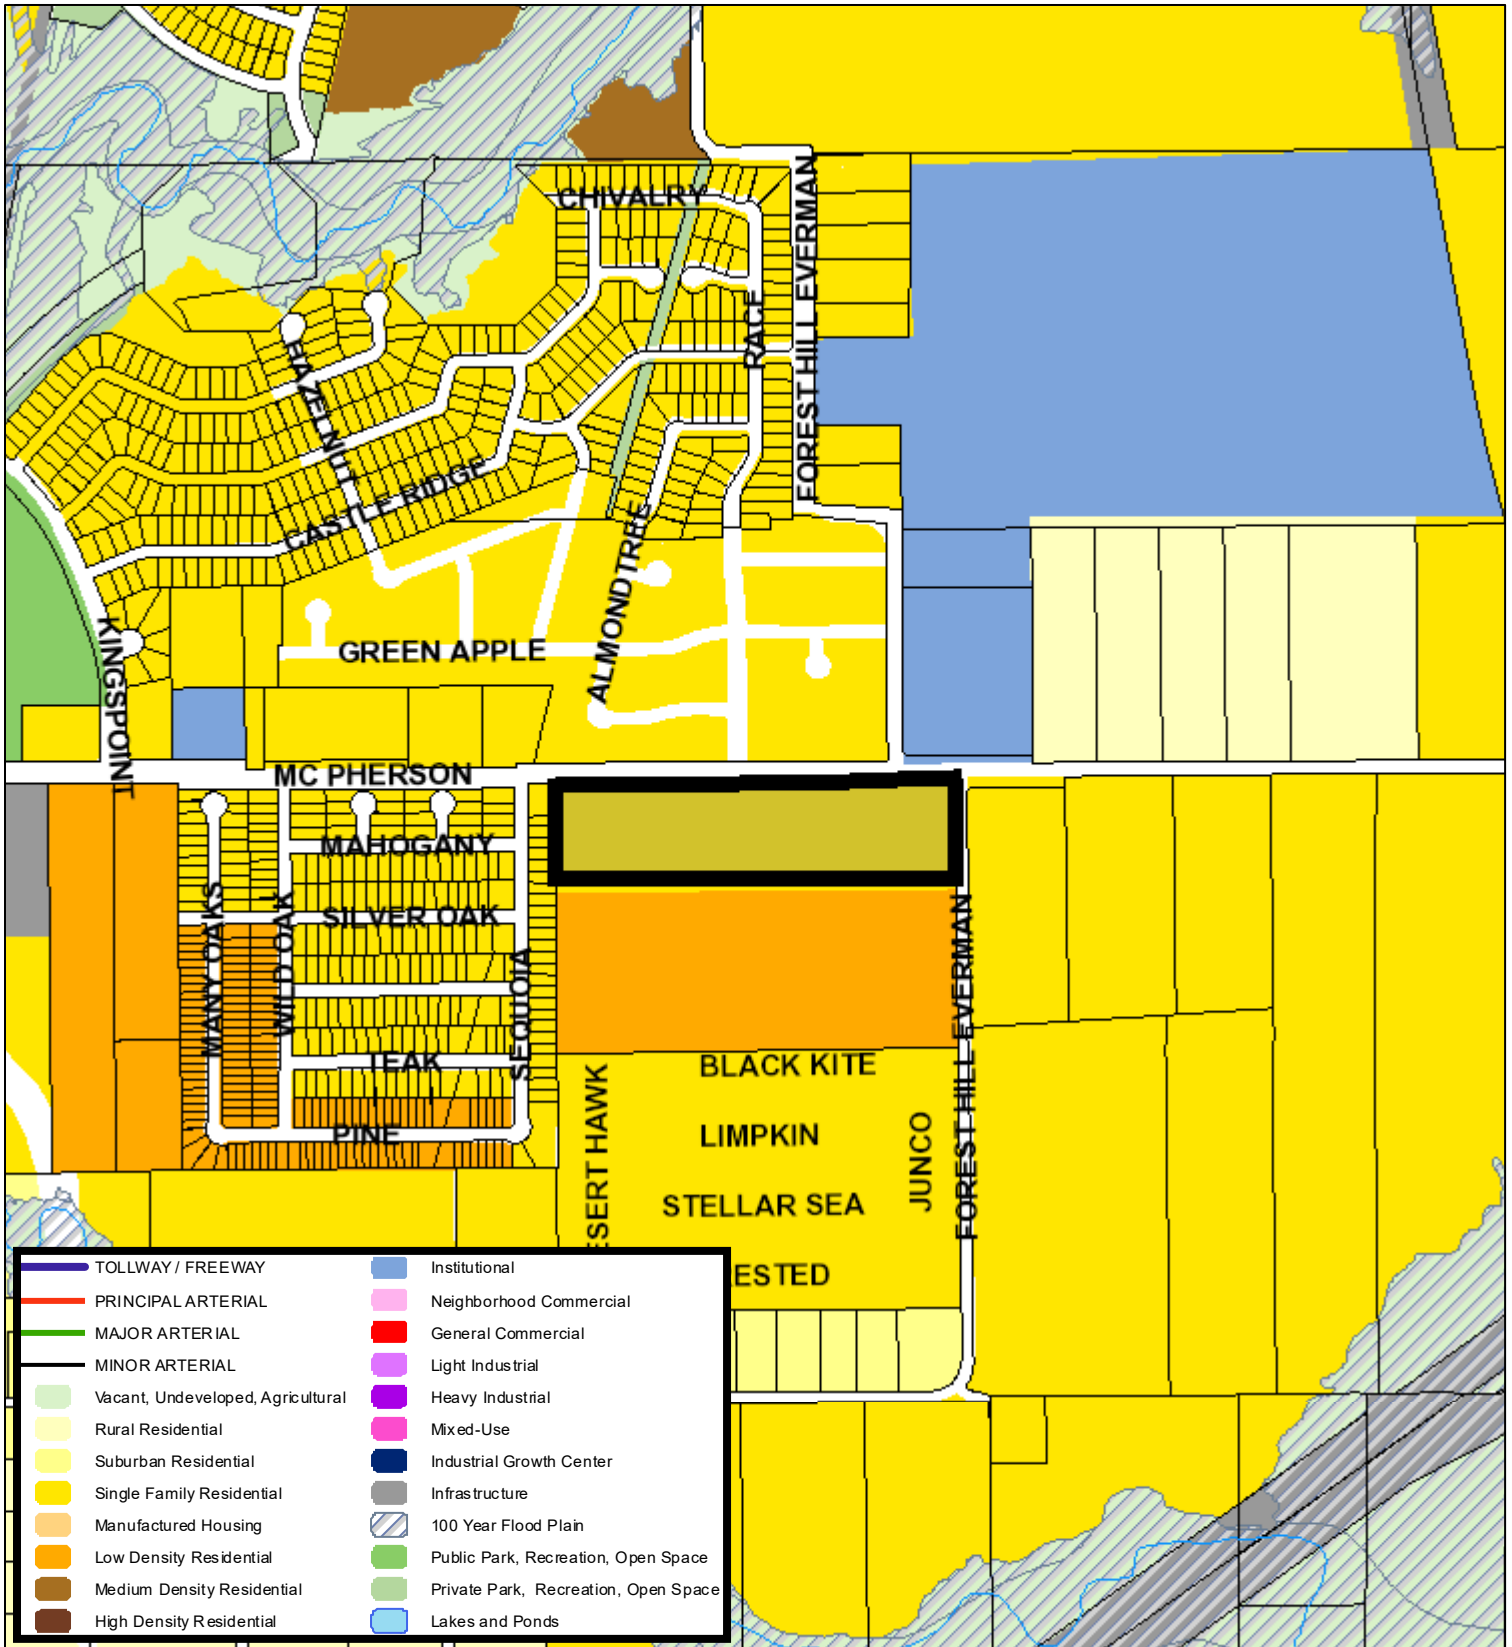 CHIVALRY
FOREST HILL EVERMAN
RACE
HAZELNUT
CASTLE RIDGE
ALMONDTREE
KINGSPOINT
GREEN APPLE
MC PHERSON
MAHOGANY
MANY OAKS
WILD OAK
SILVER OAK
SEQUOIA
FOREST HILL EVERMAN
TEAK
BLACK KITE
PINE
LIMPKIN
JUNCO
SERT HAWK
STELLAR SEA
ESTED
TOLLWAY / FREEWAY
PRINCIPAL ARTERIAL
MAJOR ARTERIAL
MINOR ARTERIAL
Vacant, Undeveloped, Agricultural
Rural Residential
Suburban Residential
Single Family Residential
Manufactured Housing
Low Density Residential
Medium Density Residential
High Density Residential
Institutional
Neighborhood Commercial
General Commercial
Light Industrial
Heavy Industrial
Mixed-Use
Industrial Growth Center
Infrastructure
100 Year Flood Plain
Public Park, Recreation, Open Space
Private Park, Recreation, Open Space
Lakes and Ponds